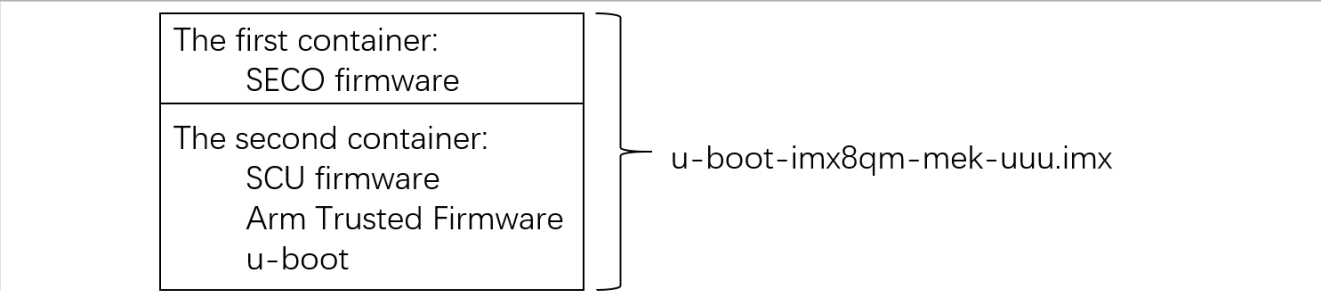 The first container:
SECO firmware
The second container:
SCU firmware
Arm Trusted Firmware
u-boot
u-boot-imx8qm-mek-uuu.imx